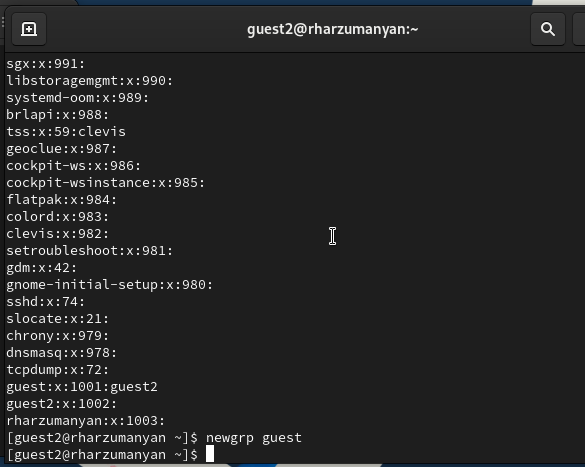 guest2@rharzumanyan:~
sgx:x:991:
libstoragemgmt:x:990:
systemd-oom:x:989:
brlapi:x:988:
tss:x:59:clevis
geoclue:x:987:
cockpit-ws:x:986:
cockpit-wsinstance:x:985:
flatpak:x:984:
colord:x:983:
clevis:x:982:
setroubleshoot:x:981:
gdm:x:42:
gnome-initial-setup:x:980:
sshd:x:74:
slocate:x:21:
chrony:x:979:
dnsmasq:x:978:
tcpdump:x:72:
guest:x:1001:guest2
guest2:x:1002:
rharzumanyan:x:1003:
[guest2@rharzumanyan ~]$ newgrp guest
[guest2@rharzumanyan ~]$